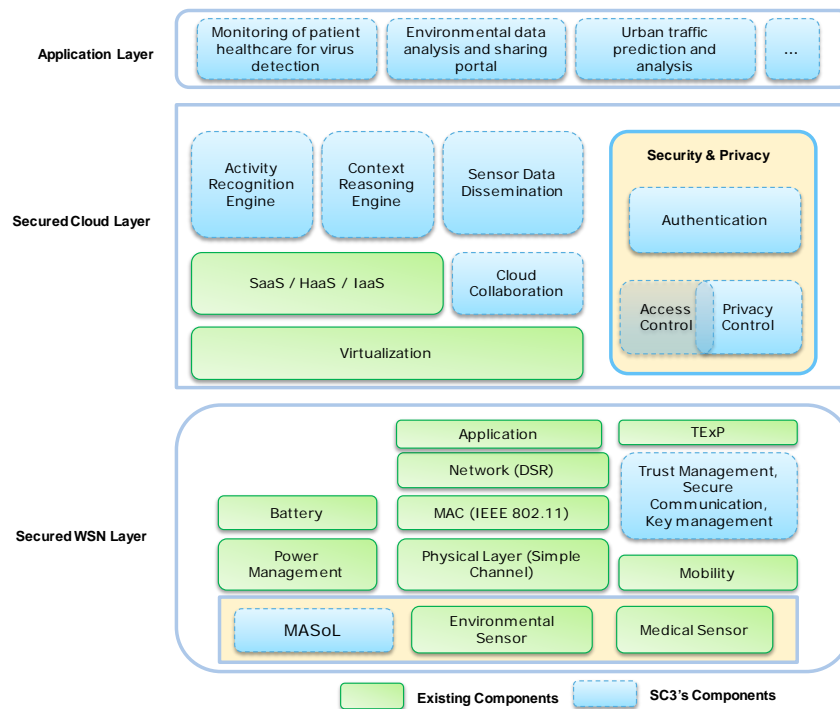 Application Layer
Monitoring of patient
healthcare for virus
detection
Environmental data
analysis and sharing
portal
Urban traffic
prediction and
analysis
...
Secured Cloud Layer
Activity
Recognition
Engine
Context
Reasoning
Engine
Sensor Data
Dissemination
SaaS / HaaS / IaaS
Cloud
Collaboration
Virtualization
Security & Privacy
Authentication
Access
Control
Privacy
Control
Secured WSN Layer
Application
TExP
Network (DSR)
Trust Management,
Secure
Communication,
Key management
Battery
MAC (IEEE 802.11)
Power
Management
Physical Layer (Simple
Channel)
Mobility
MASoL
Environmental
Sensor
Medical Sensor
Existing Components
SC3's Components